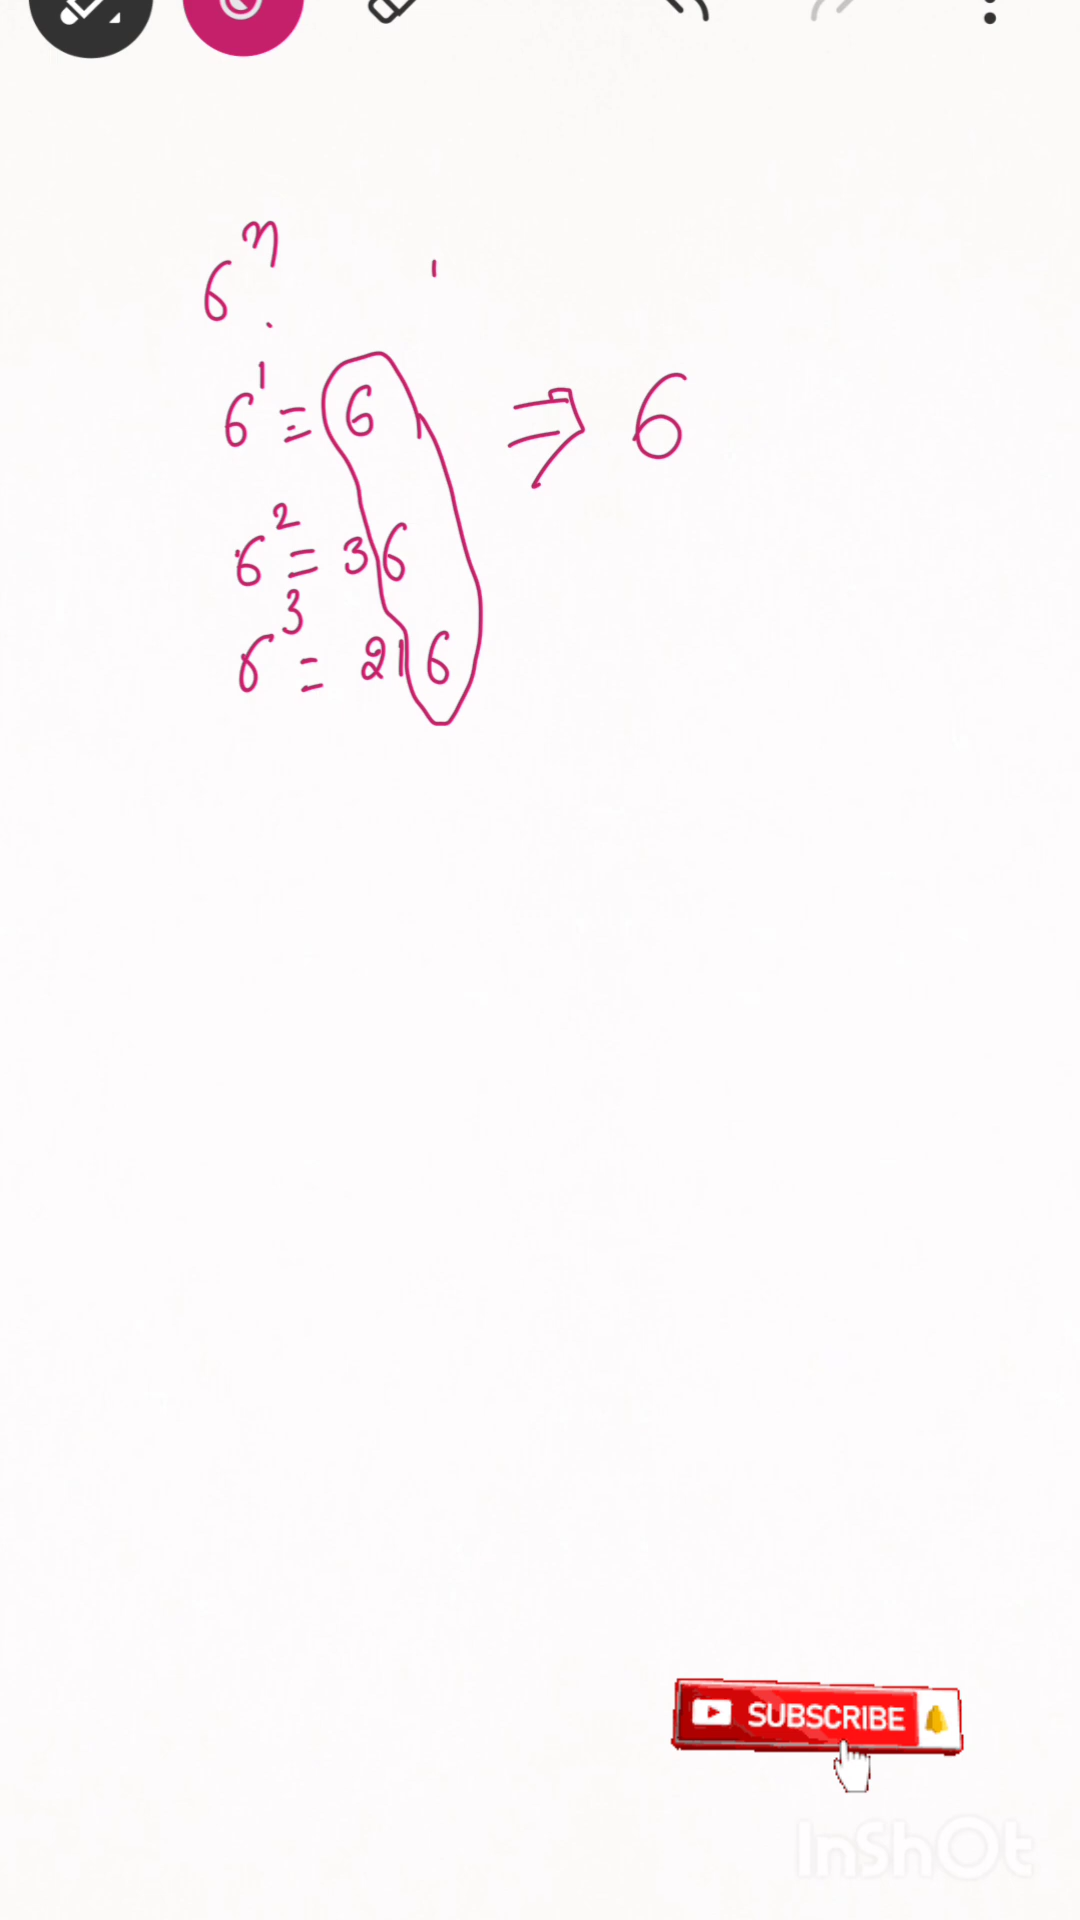 6ⁿ
6¹ = 6 ⇒ 6
6² = 36
6³ = 216
SUBSCRIBE
InShOt